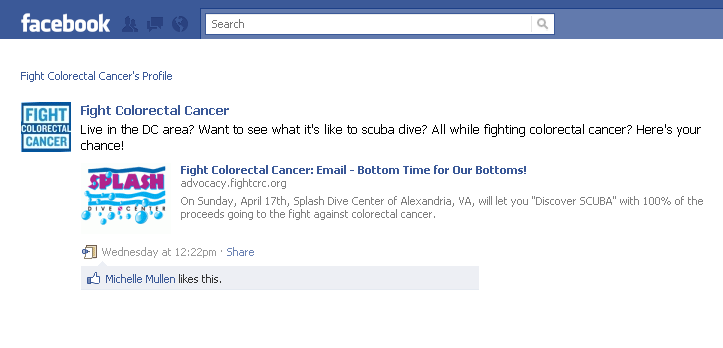 facebook
Search
Fight Colorectal Cancer's Profile
FIGHT
COLORECTAL
CANCER
Fight Colorectal Cancer
Live in the DC area? Want to see what it's like to scuba dive? All while fighting colorectal cancer? Here's your
chance!
SPLASH
DIVE CENTER
Fight Colorectal Cancer: Email - Bottom Time for Our Bottoms!
advocacy.fightcrc.org
On Sunday, April 17th, Splash Dive Center of Alexandria, VA, will let you "Discover SCUBA" with 100% of the
proceeds going to the fight against colorectal cancer.
Wednesday at 12:22pm · Share
Michelle Mullen likes this.